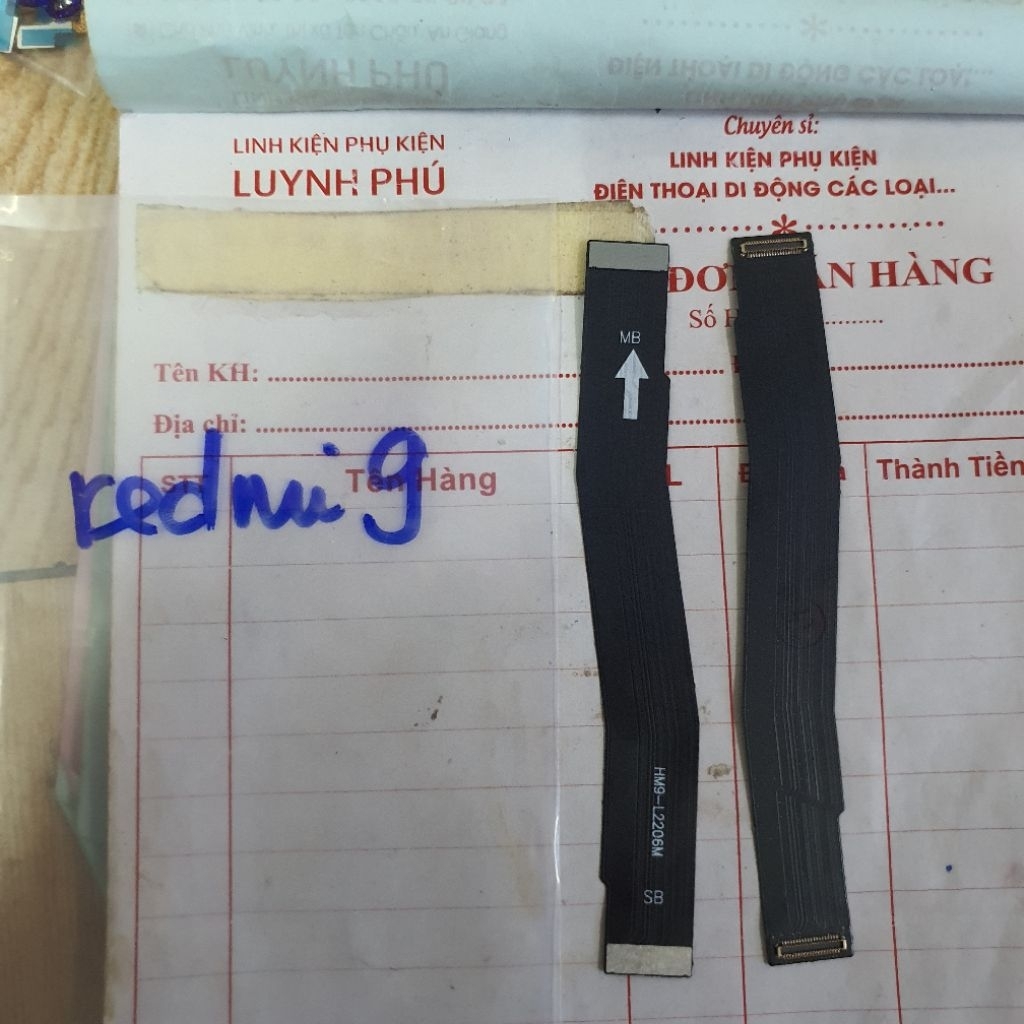 LINH KIỆN PHỤ KIỆN
LUYNH PHÚ
Chuyên sỉ:
LINH KIỆN PHỤ KIỆN
ĐIỆN THOẠI DI ĐỘNG CÁC LOẠI...
HÀNG
Số
Tên KH:
Địa chỉ:
redmi 9
Tên Hàng
Thành Tiền
MB
HM9-L2206M
SB